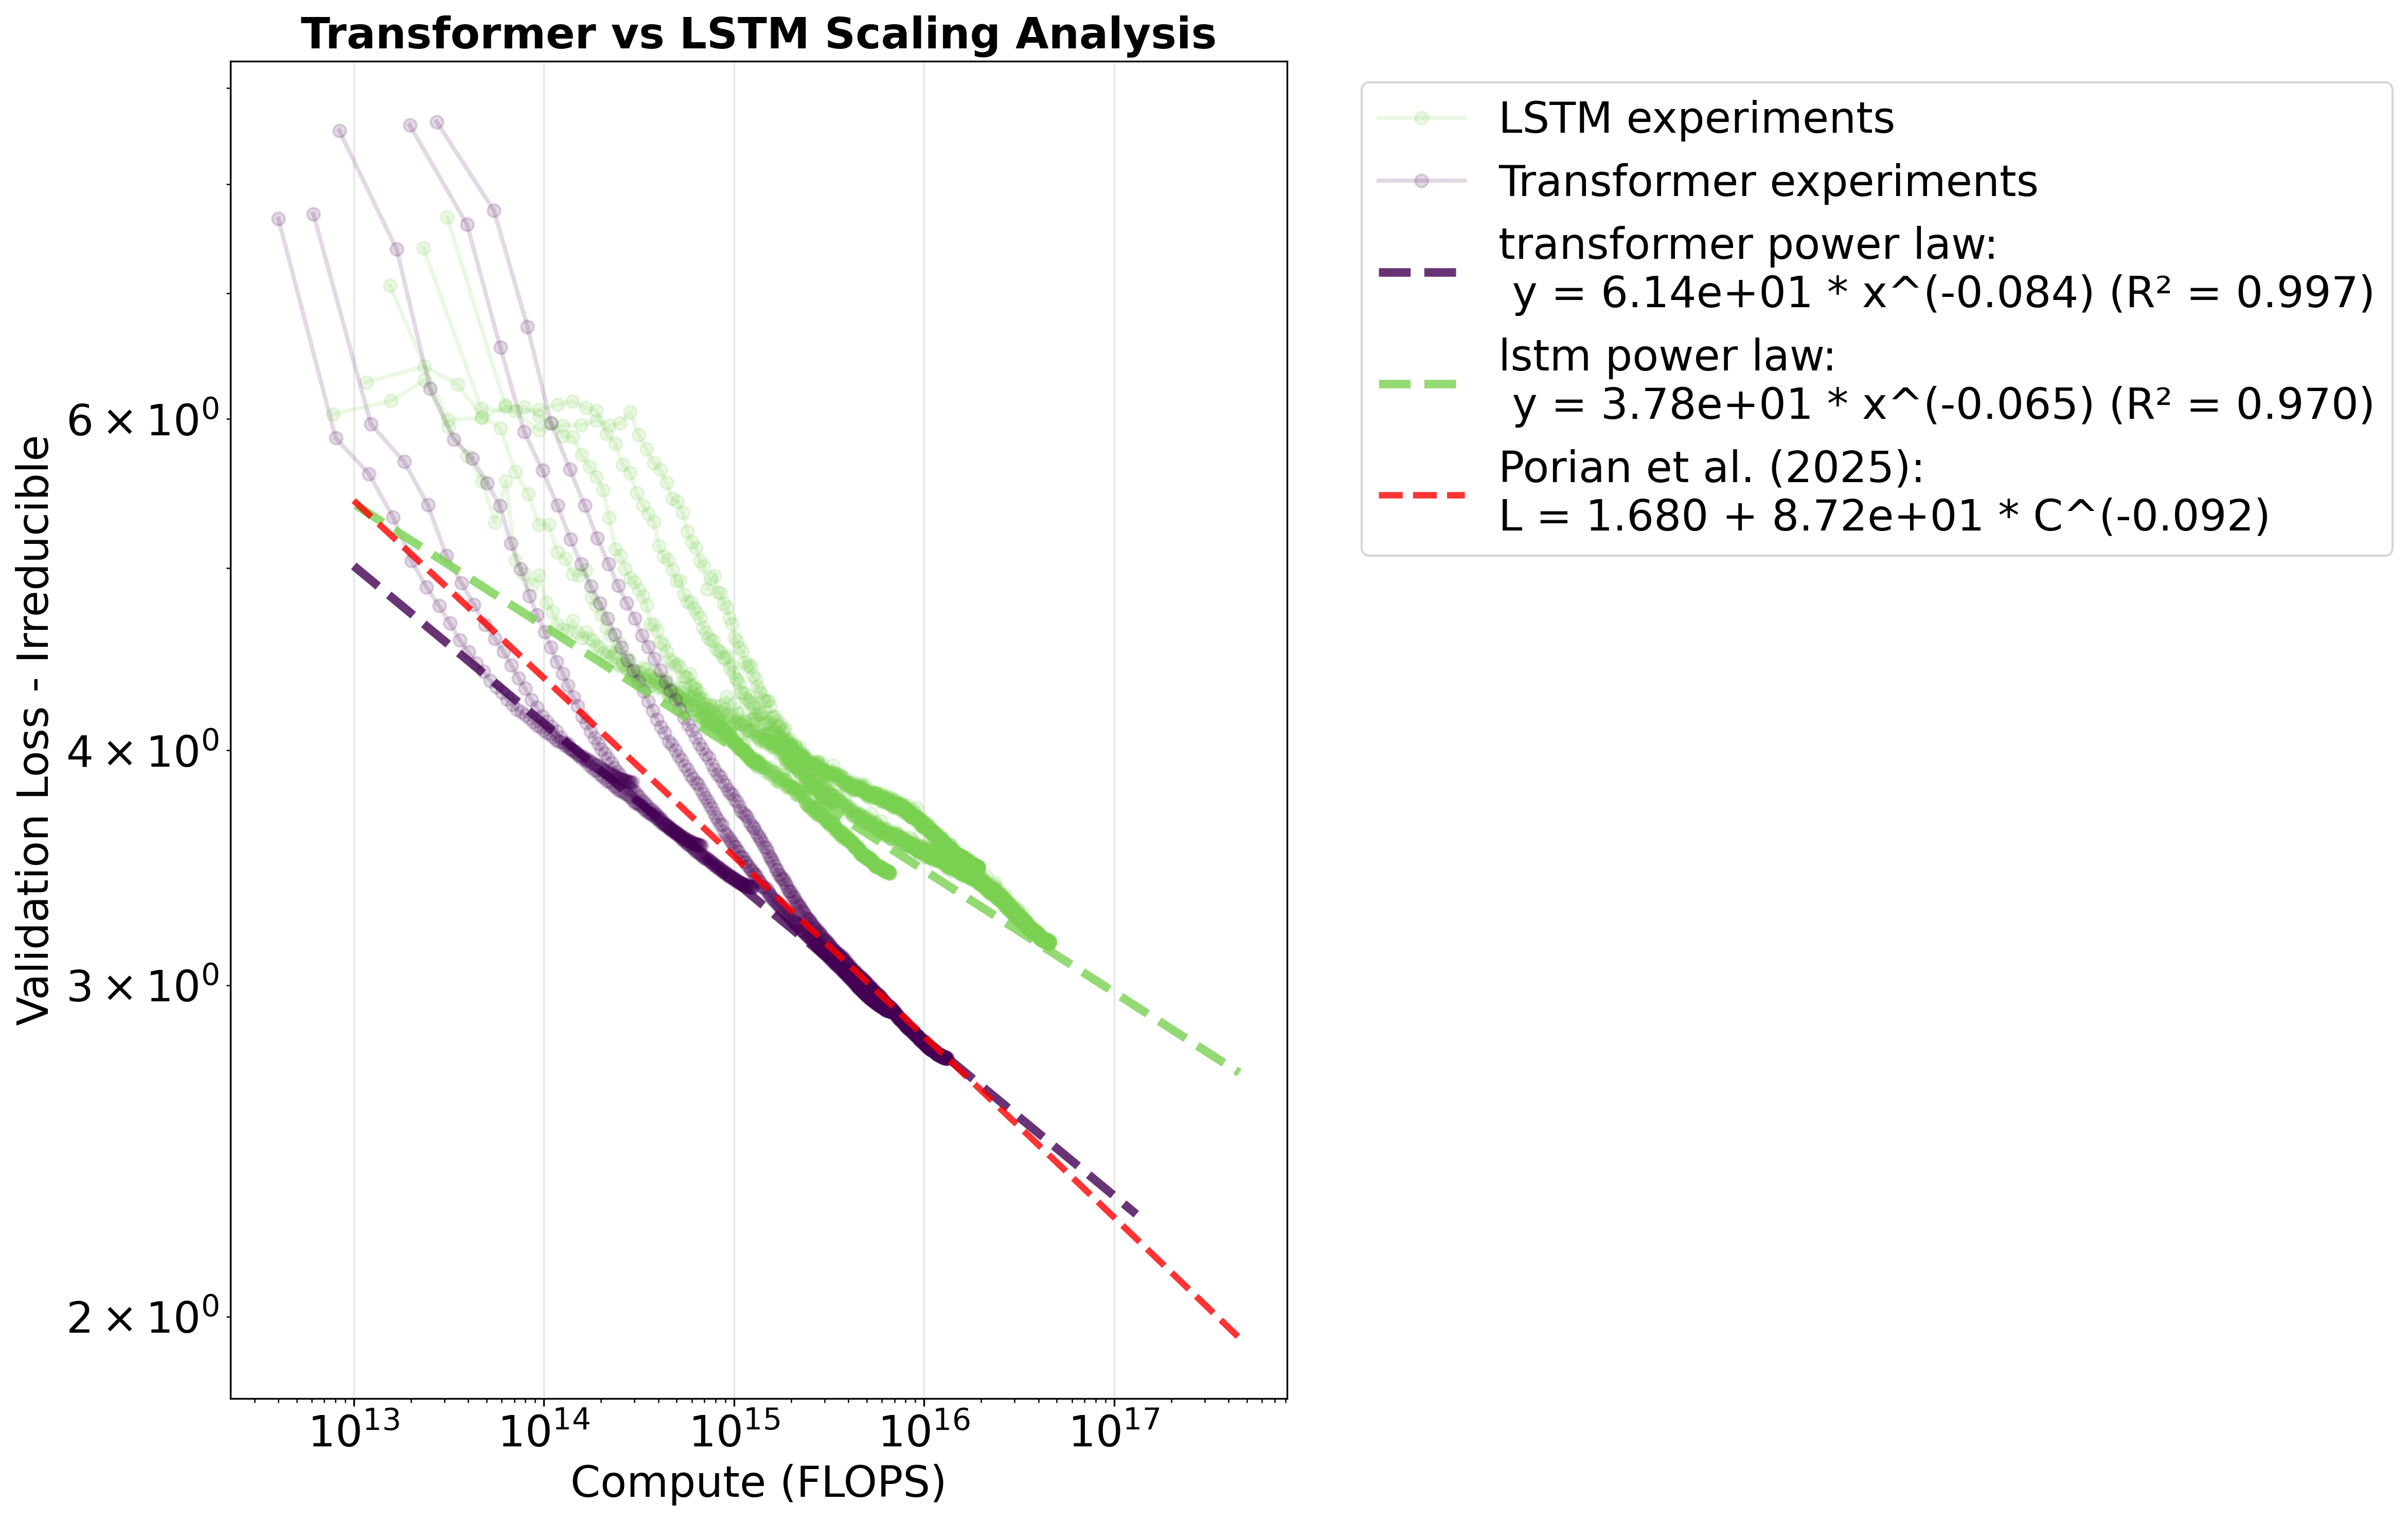 Transformer vs LSTM Scaling Analysis
LSTM experiments
Transformer experiments
transformer power law:
y = 6.14e+01 * x^(-0.084) (R² = 0.997)
lstm power law:
y = 3.78e+01 * x^(-0.065) (R² = 0.970)
Porian et al. (2025):
L = 1.680 + 8.72e+01 * C^(-0.092)
Validation Loss - Irreducible
6 × 10⁰
4 × 10⁰
3 × 10⁰
2 × 10⁰
10¹³ 10¹⁴ 10¹⁵ 10¹⁶ 10¹⁷
Compute (FLOPS)